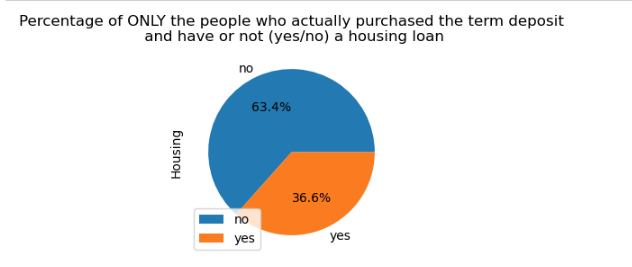 Percentage of ONLY the people who actually purchased the term deposit
and have or not (yes/no) a housing loan
no
63.4%
Housing
36.6%
no
yes
yes